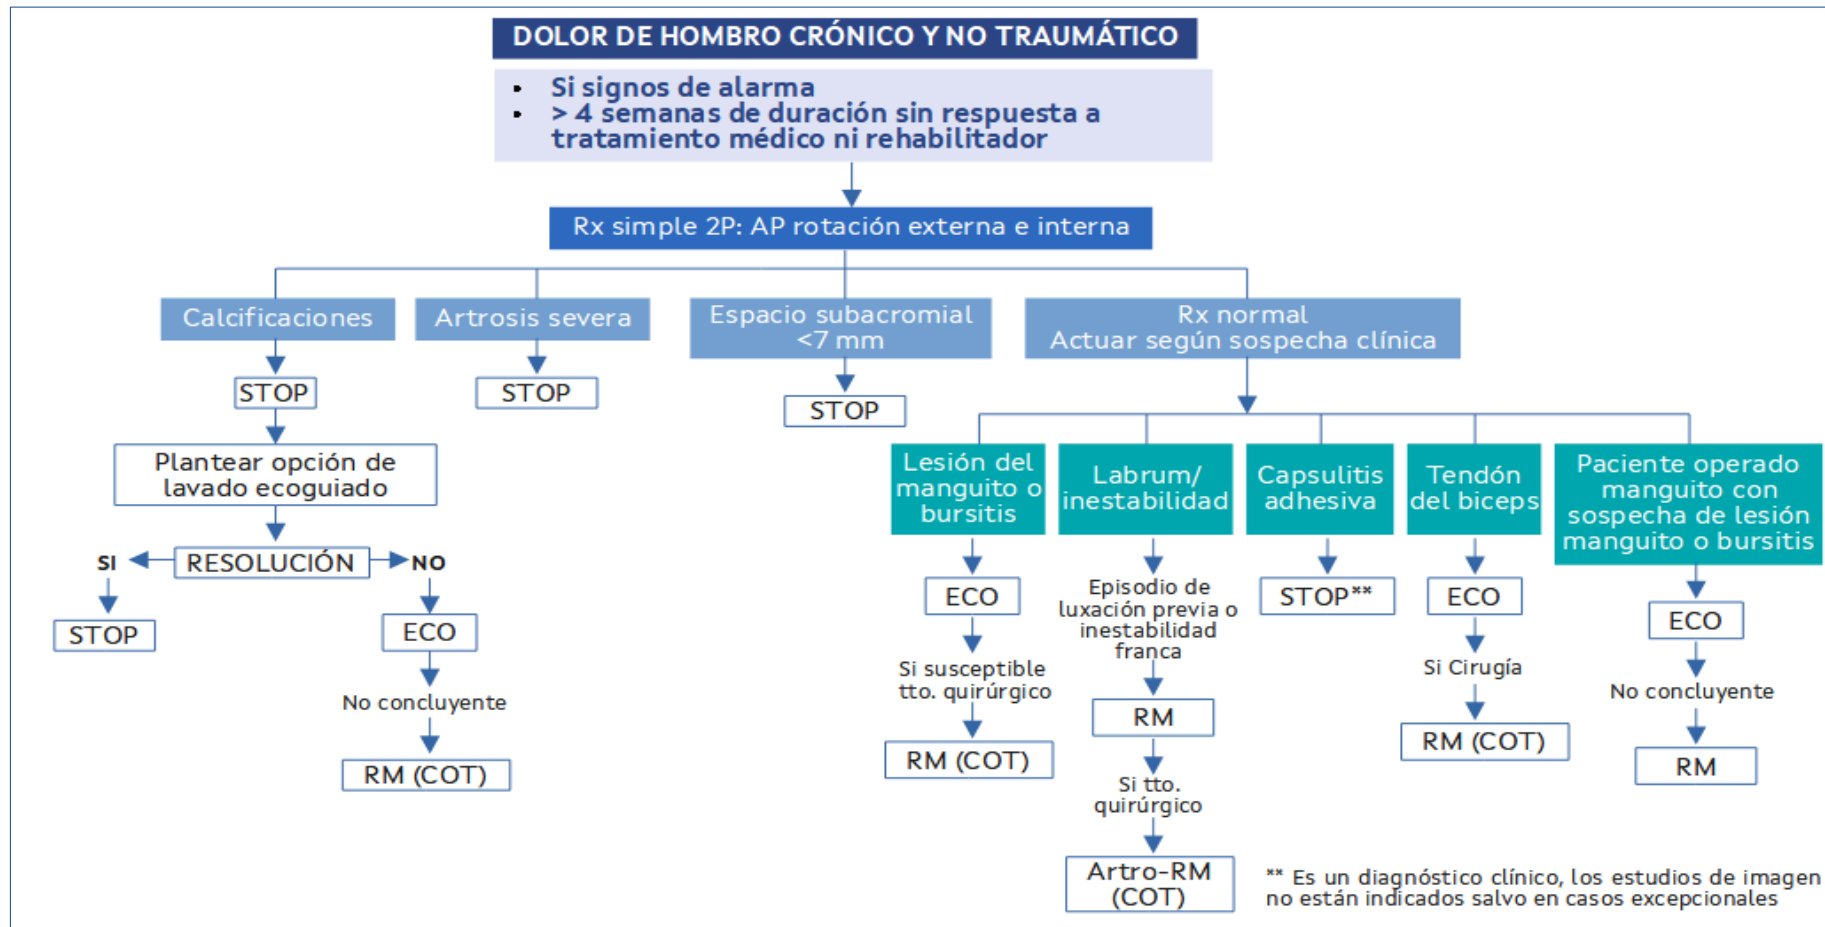 DOLOR DE HOMBRO CRÓNICO Y NO TRAUMÁTICO
• Si signos de alarma
• > 4 semanas de duración sin respuesta a
tratamiento médico ni rehabilitador
Rx simple 2P: AP rotación externa e interna
Calcificaciones
Artrosis severa
Espacio subacromial
<7 mm
Rx normal
Actuar según sospecha clínica
STOP
STOP
STOP
Plantear opción de
lavado ecoguiado
RESOLUCIÓN
SI
NO
STOP
ECO
No concluyente
RM (COT)
Lesión del
manguito o
bursitis
ECO
Si susceptible
tto. quirúrgico
RM (COT)
Labrum/
inestabilidad
Episodio de
luxación previa o
inestabilidad
franca
RM
Si tto.
quirúrgico
Artro-RM
(COT)
Capsulitis
adhesiva
STOP**
Tendón
del biceps
ECO
Si Cirugía
RM (COT)
Paciente operado
manguito con
sospecha de lesión
manguito o bursitis
ECO
No concluyente
RM
** Es un diagnóstico clínico, los estudios de imagen
no están indicados salvo en casos excepcionales